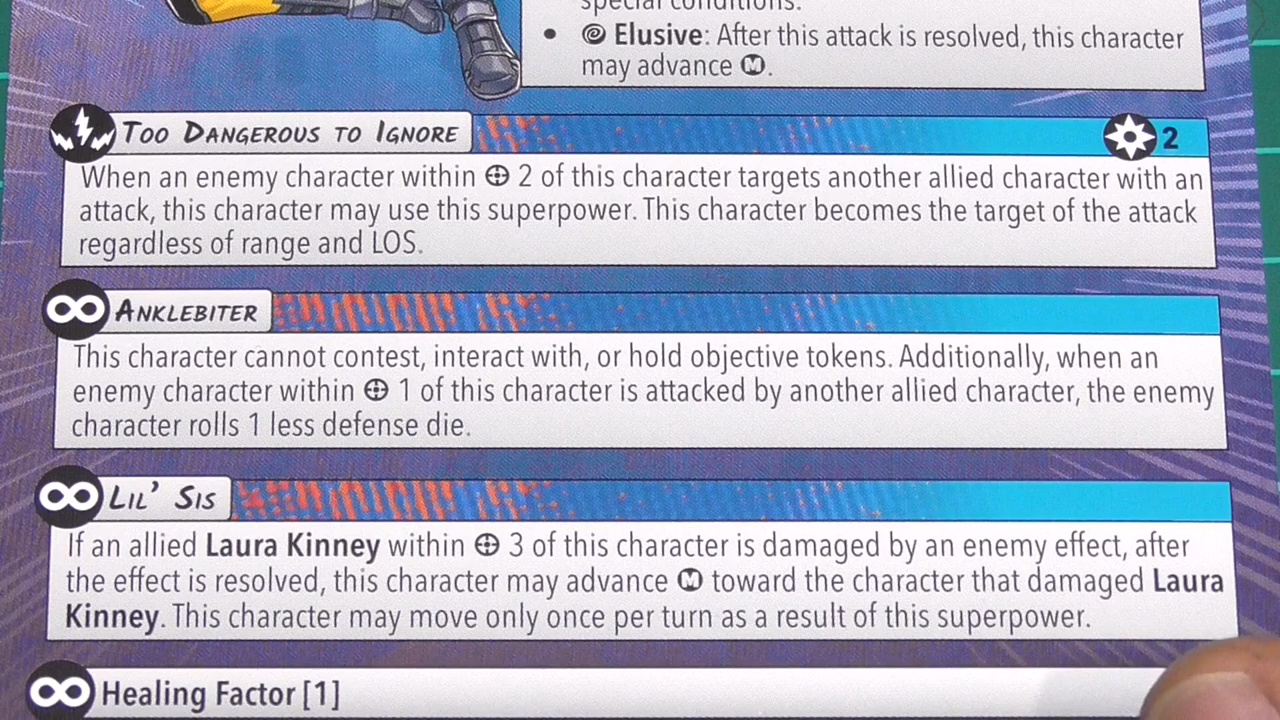 special conditions.
• Elusive: After this attack is resolved, this character
may advance M.
TOO DANGEROUS TO IGNORE 2
When an enemy character within 2 of this character targets another allied character with an
attack, this character may use this superpower. This character becomes the target of the attack
regardless of range and LOS.
ANKLEBITER
This character cannot contest, interact with, or hold objective tokens. Additionally, when an
enemy character within 1 of this character is attacked by another allied character, the enemy
character rolls 1 less defense die.
LIL' SIS
If an allied Laura Kinney within 3 of this character is damaged by an enemy effect, after
the effect is resolved, this character may advance M toward the character that damaged Laura
Kinney. This character may move only once per turn as a result of this superpower.
Healing Factor [1]